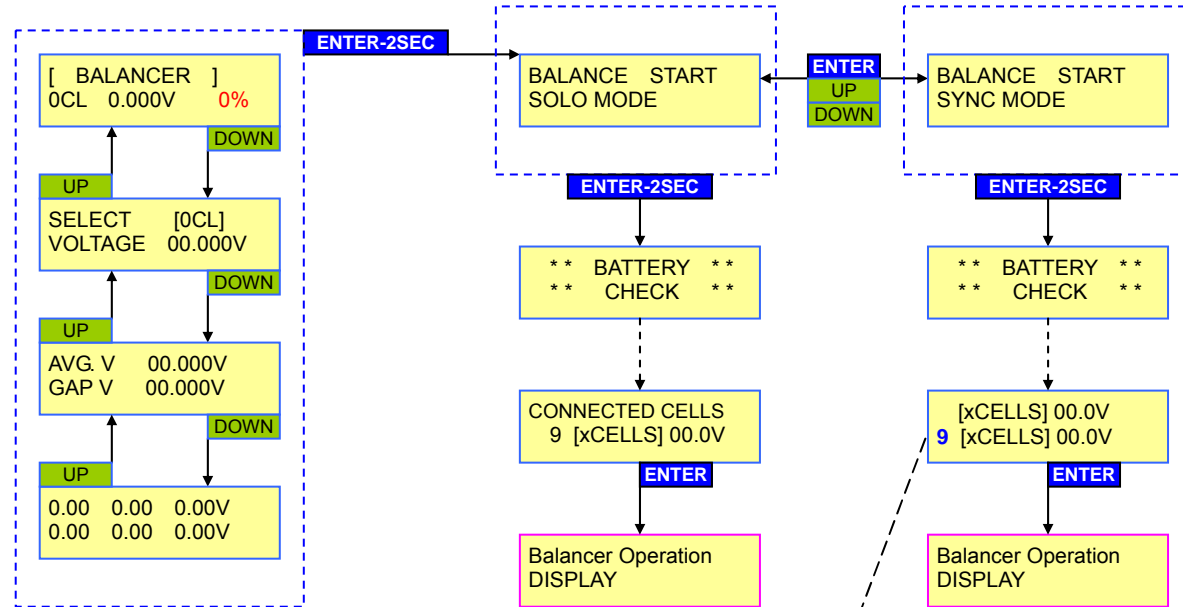 ENTER-2SEC
[ BALANCER ]
0CL 0.000V 0%
DOWN
UP
SELECT [0CL]
VOLTAGE 00.000V
DOWN
UP
AVG. V 00.000V
GAP V 00.000V
DOWN
UP
0.00 0.00 0.00V
0.00 0.00 0.00V
BALANCE START
SOLO MODE
ENTER
UP
DOWN
BALANCE START
SYNC MODE
ENTER-2SEC
* * BATTERY * *
* * CHECK * *
CONNECTED CELLS
9 [xCELLS] 00.0V
ENTER
Balancer Operation
DISPLAY
ENTER-2SEC
* * BATTERY * *
* * CHECK * *
[xCELLS] 00.0V
9 [xCELLS] 00.0V
ENTER
Balancer Operation
DISPLAY